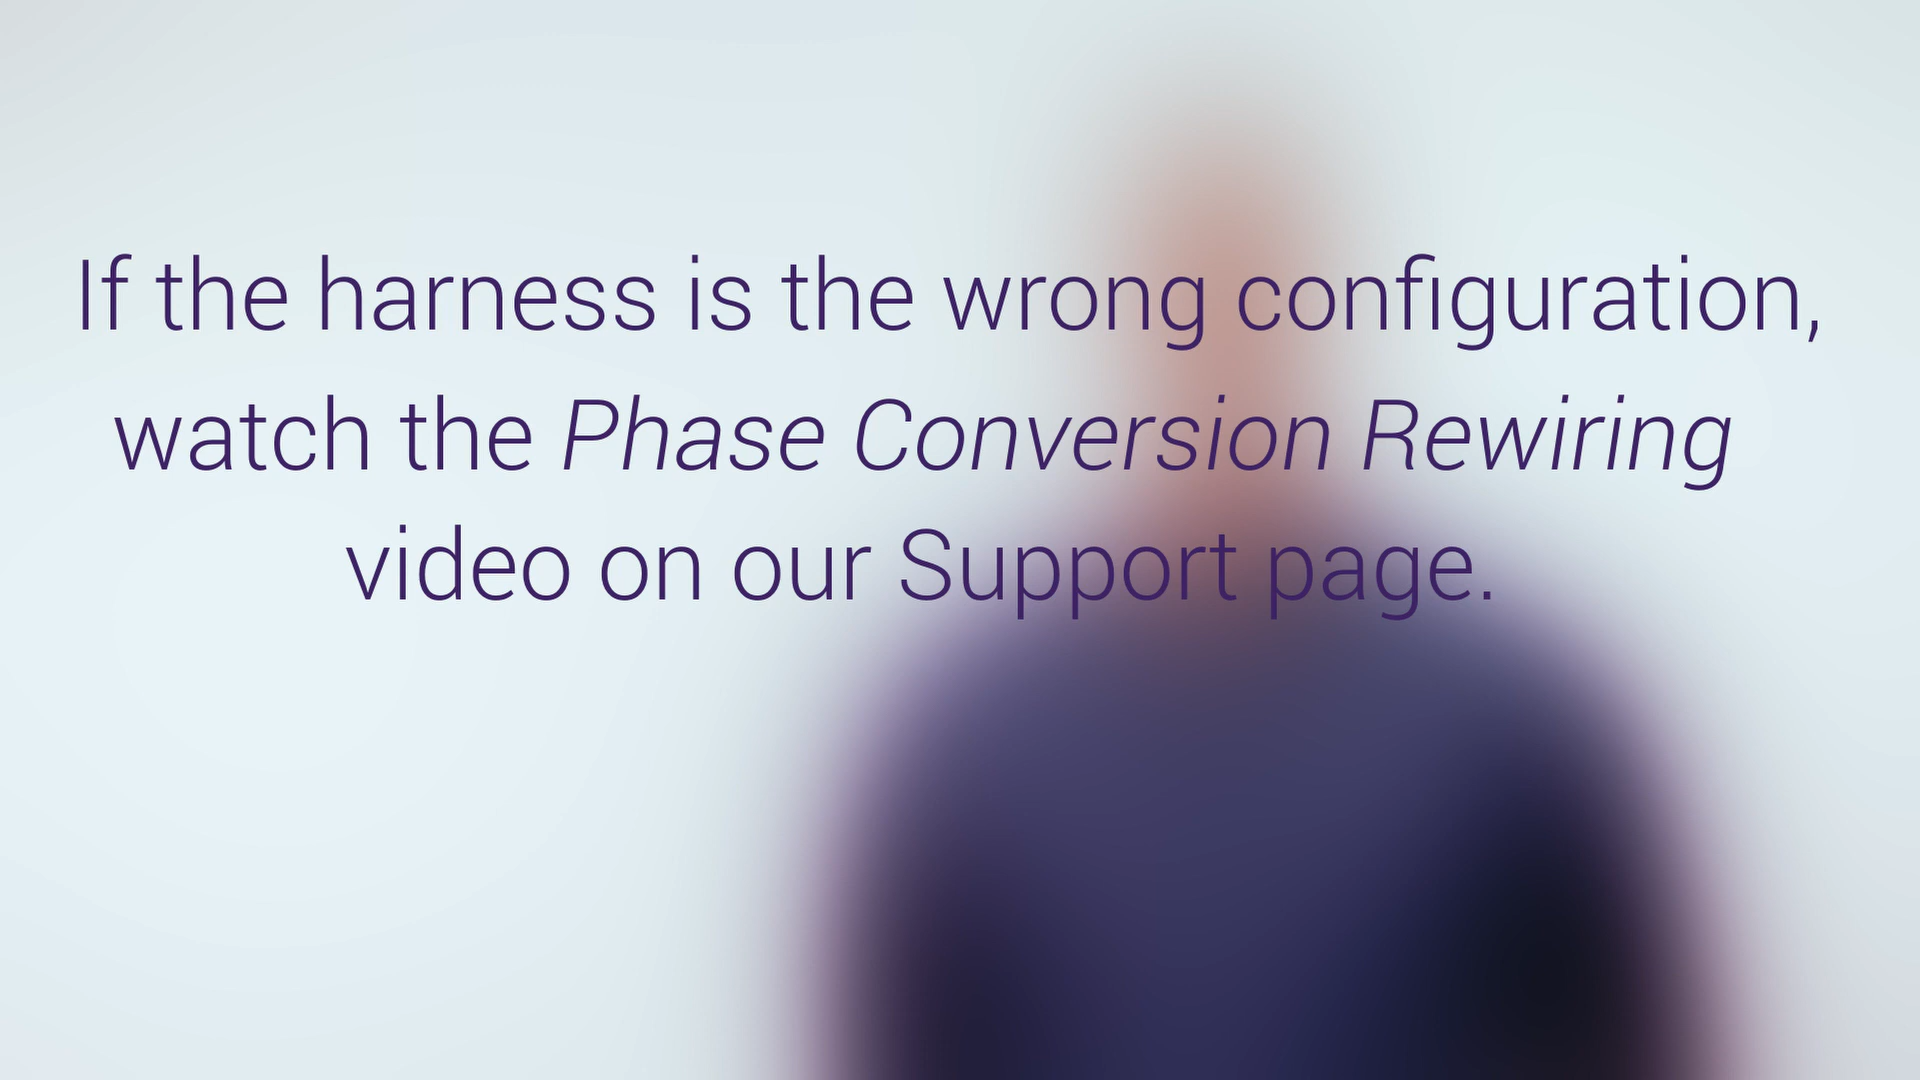 If the harness is the wrong configuration,
watch the Phase Conversion Rewiring
video on our Support page.